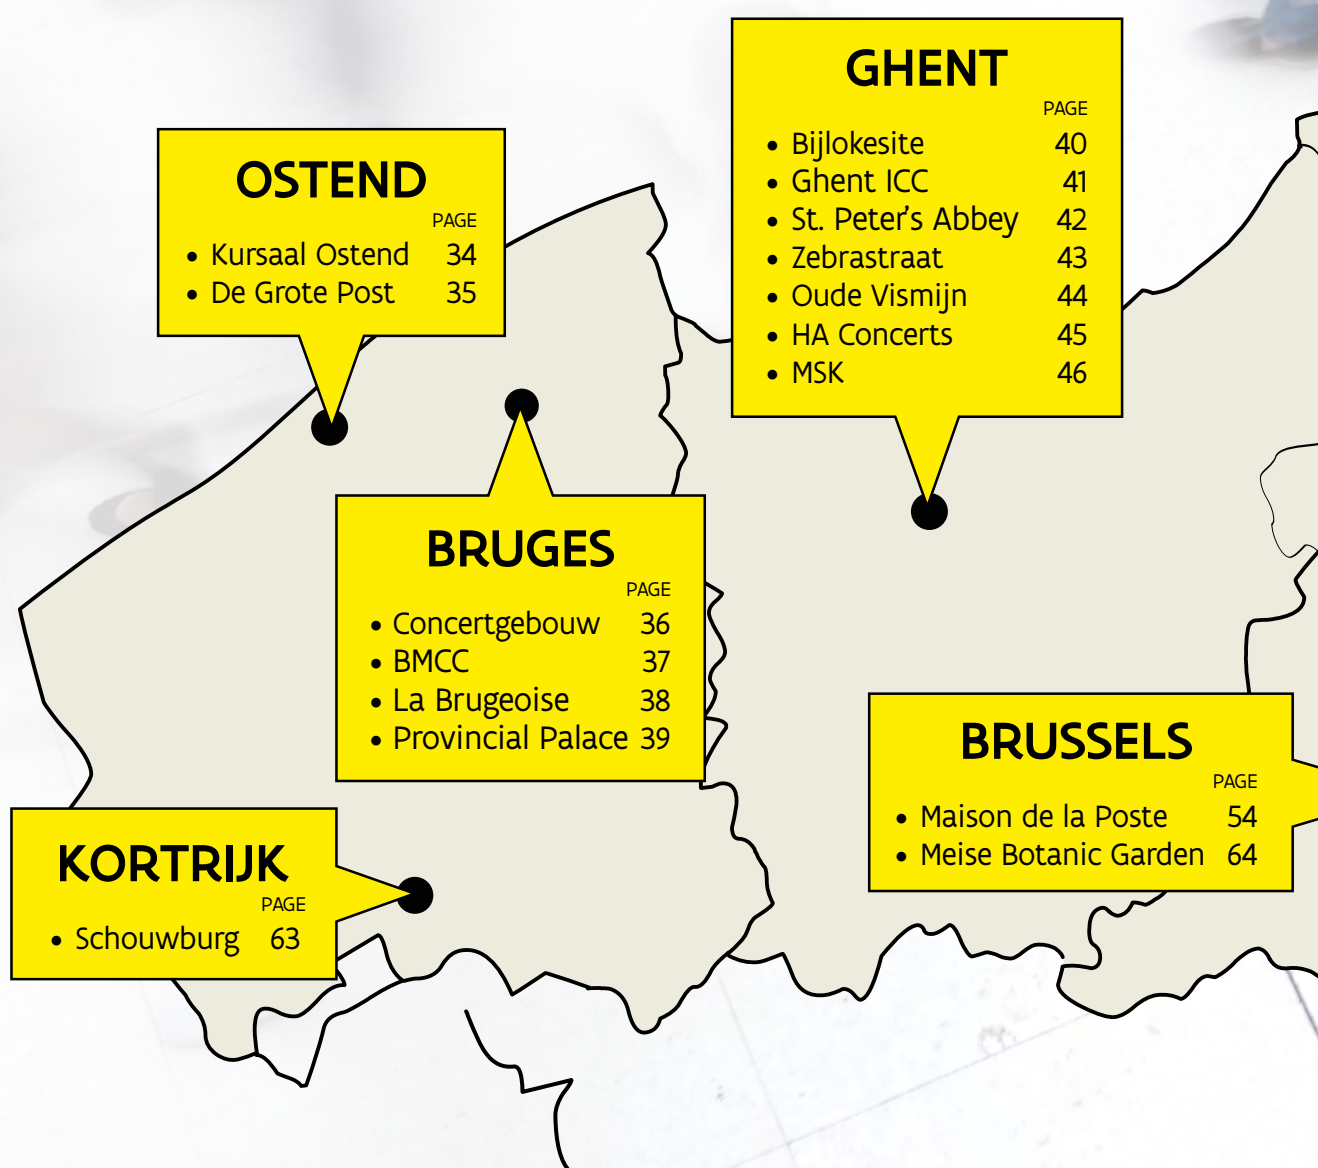 OSTEND
PAGE
• Kursaal Ostend 34
• De Grote Post 35
GHENT
PAGE
• Bijlokesite 40
• Ghent ICC 41
• St. Peter's Abbey 42
• Zebrastraat 43
• Oude Vismijn 44
• HA Concerts 45
• MSK 46
BRUGES
PAGE
• Concertgebouw 36
• BMCC 37
• La Brugeoise 38
• Provincial Palace 39
BRUSSELS
PAGE
• Maison de la Poste 54
• Meise Botanic Garden 64
KORTRIJK
PAGE
• Schouwburg 63